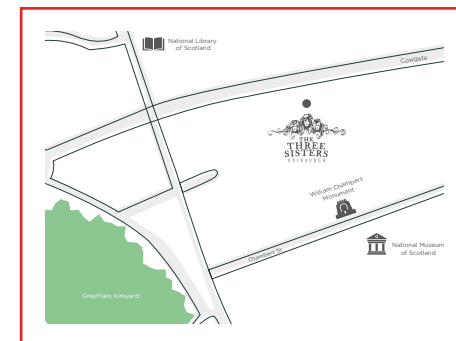 National Library
of Scotland
Cowgate
THE
THREE
SISTERS
EDINBURGH
William Chambers
Monument
Chambers St
National Museum
of Scotland
Greyfriars Kirkyard